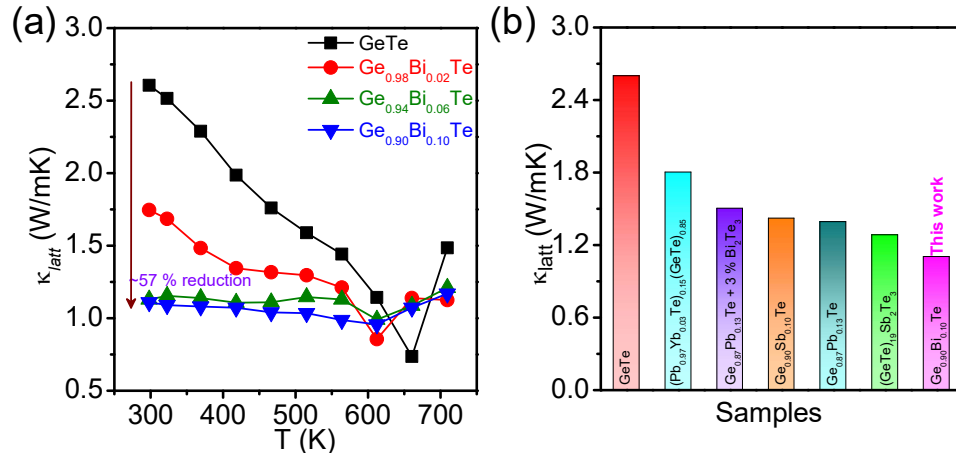 (a)
3.0
2.5
2.0
1.5
1.0
0.5
κlatt (W/mK)
GeTe
Ge0.98Bi0.02Te
Ge0.94Bi0.06Te
Ge0.90Bi0.10Te
~57 % reduction
300 400 500 600 700
T (K)
(b)
3.0
2.4
1.8
1.2
0.6
0.0
κlatt (W/mK)
GeTe
(Pb0.97Yb0.03Te)0.15(GeTe)0.85
Ge0.87Pb0.13Te + 3 % Bi2Te3
Ge0.90Sb0.10Te
Ge0.87Pb0.13Te
(GeTe)19Sb2Te3
Ge0.90Bi0.10Te
This work
Samples